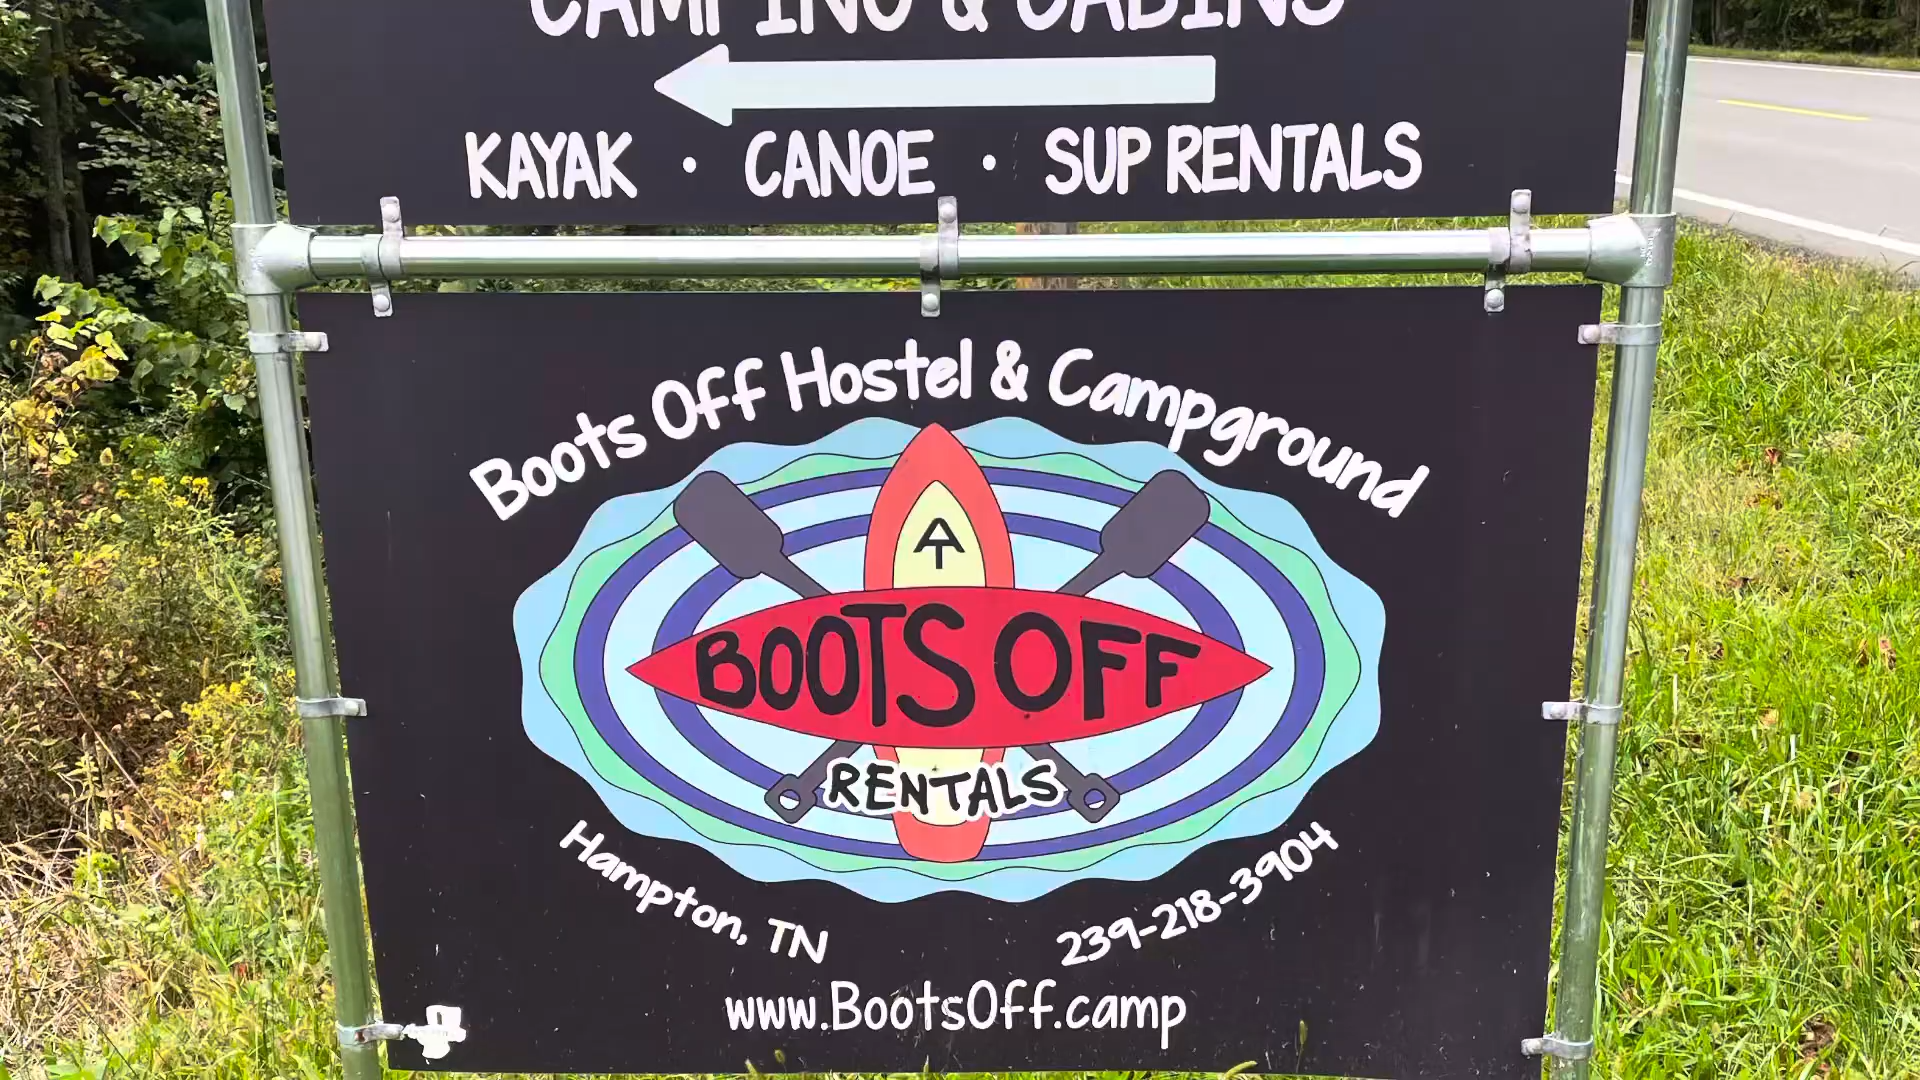 CAMPING & CABINS
KAYAK · CANOE · SUP RENTALS
Boots Off Hostel & Campground
AT
BOOTS OFF
RENTALS
Hampton, TN
239-218-3904
www.BootsOff.camp